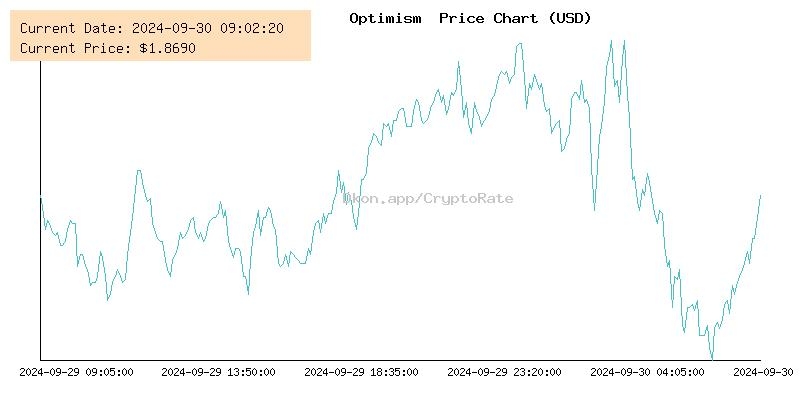 Optimism  Price Chart (USD)
Current Date: 2024-09-30 09:02:20
Current Price: $1.8690
0kon.app/CryptoRate
2024-09-29 09:05:00 2024-09-29 13:50:00 2024-09-29 18:35:00 2024-09-29 23:20:00 2024-09-30 04:05:00 2024-09-30